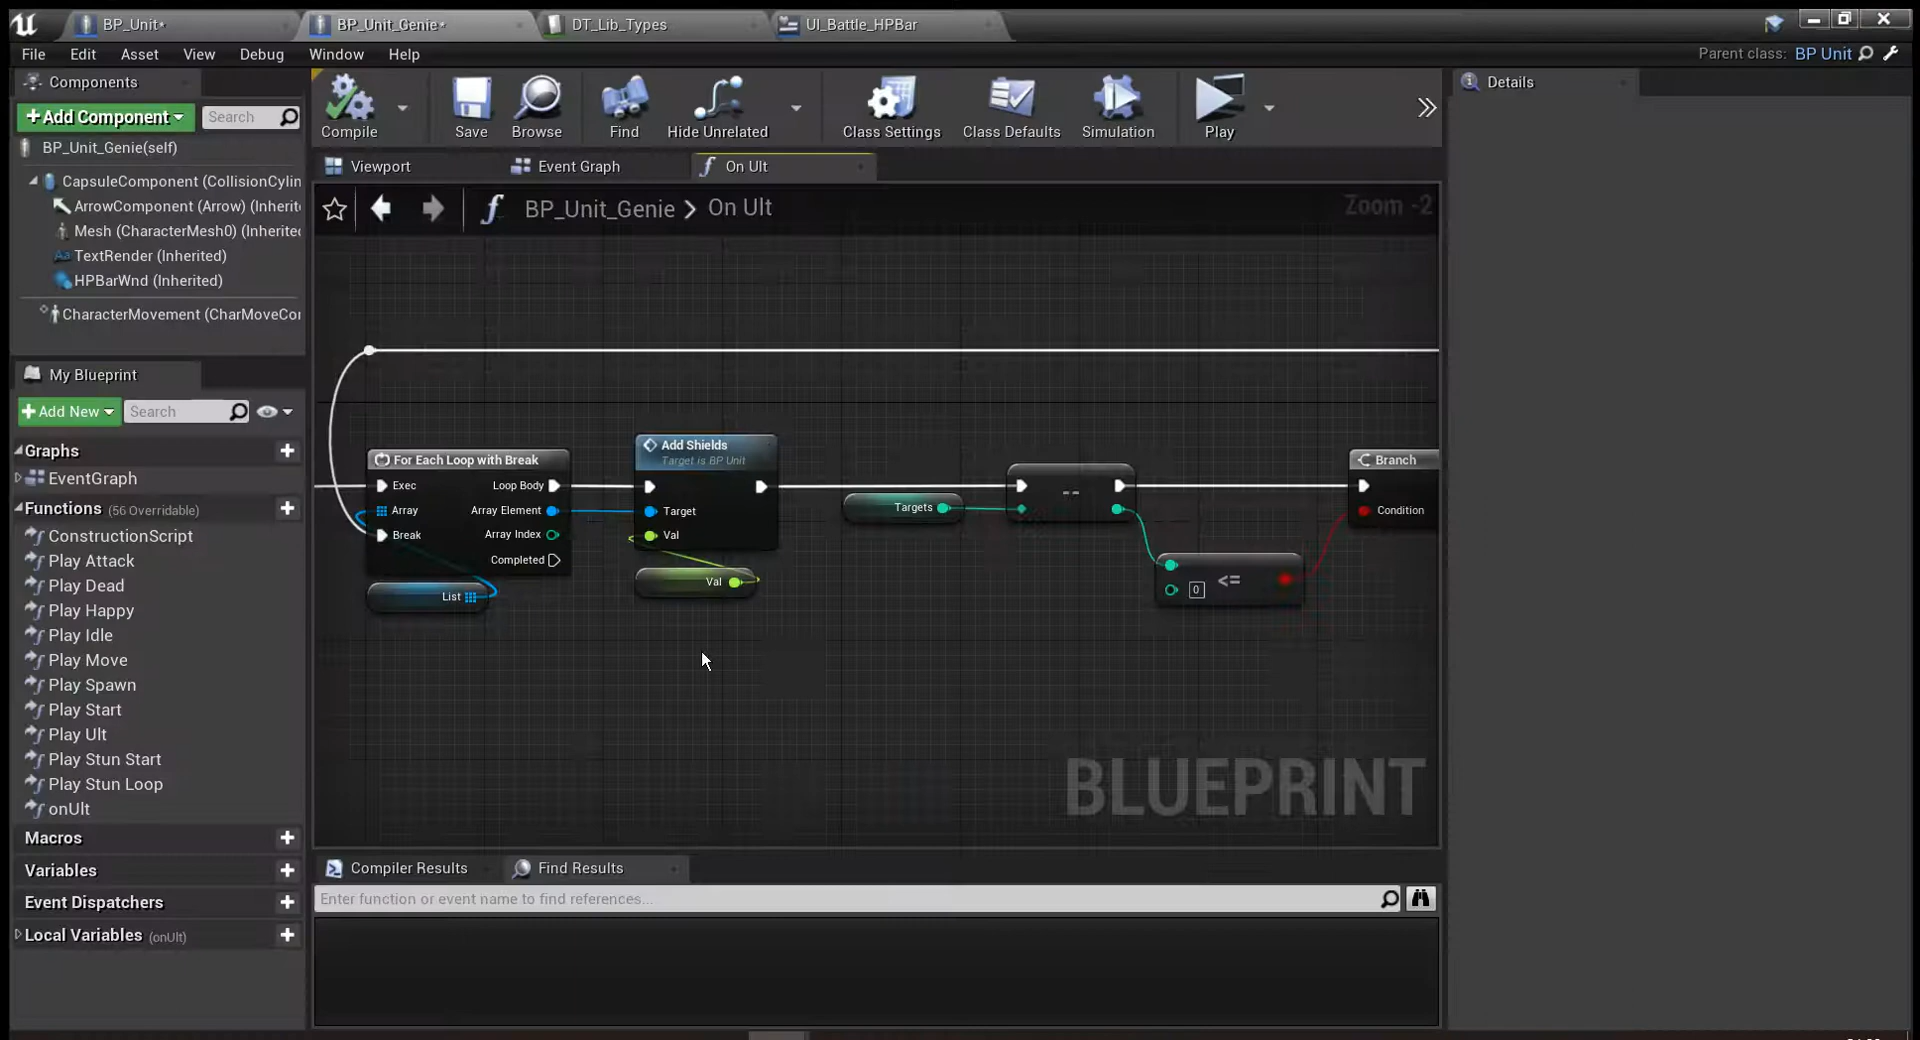 BP_Unit*
BP_Unit_Genie*
DT_Lib_Types
UI_Battle_HPBar
File Edit Asset View Debug Window Help
Parent class: BP Unit
Components
+Add Component
Search
BP_Unit_Genie(self)
CapsuleComponent (CollisionCylin
ArrowComponent (Arrow) (Inherit
Mesh (CharacterMesh0) (Inherite
TextRender (Inherited)
HPBarWnd (Inherited)
CharacterMovement (CharMoveCor
My Blueprint
+Add New
Search
Graphs
EventGraph
Functions (56 Overridable)
ConstructionScript
Play Attack
Play Dead
Play Happy
Play Idle
Play Move
Play Spawn
Play Start
Play Ult
Play Stun Start
Play Stun Loop
onUlt
Macros
Variables
Event Dispatchers
Local Variables (onUlt)
Compile
Save
Browse
Find
Hide Unrelated
Class Settings
Class Defaults
Simulation
Play
Viewport
Event Graph
On Ult
BP_Unit_Genie > On Ult
Zoom -2
For Each Loop with Break
Exec
Loop Body
Array
Array Element
Break
Array Index
Completed
List
Add Shields
Target is BP Unit
Target
Val
Val
Targets
--
0
<=
Branch
Condition
BLUEPRINT
Compiler Results
Find Results
Enter function or event name to find references...
Details